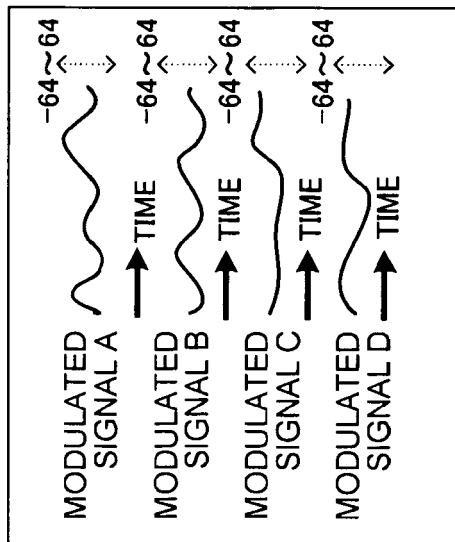 MODULATED
SIGNAL A
-64~64
TIME
MODULATED
SIGNAL B
-64~64
TIME
MODULATED
SIGNAL C
-64~64
TIME
MODULATED
SIGNAL D
-64~64
TIME